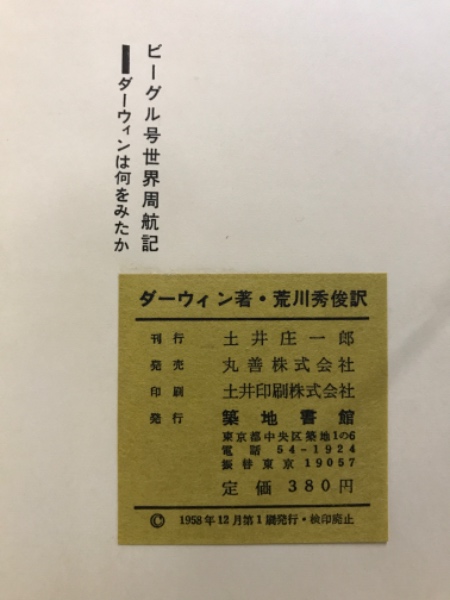 ビーグル号世界周航記
━ダーウィンは何をみたか
ダーウィン著・荒川秀俊訳
刊行 土井庄一郎
発売 丸善株式会社
印刷 土井印刷株式会社
発行 築地書館
東京都中央区築地1の6
電話 54-1924
振替東京 19057
定価 380円
© 1958年12月第1刷発行・検印廃止